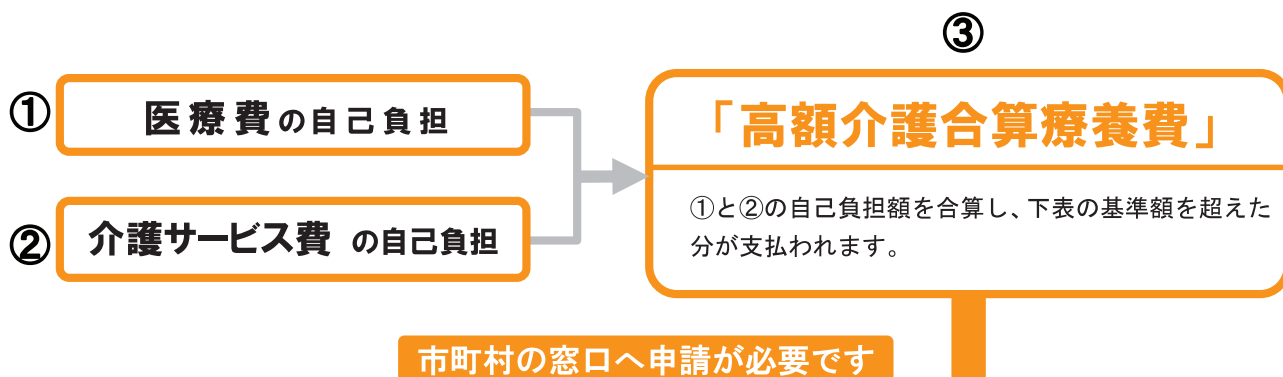 ③
① 医療費の自己負担
「高額介護合算療養費」
①と②の自己負担額を合算し、下表の基準額を超えた
分が支払われます。
② 介護サービス費 の自己負担
市町村の窓口へ申請が必要です